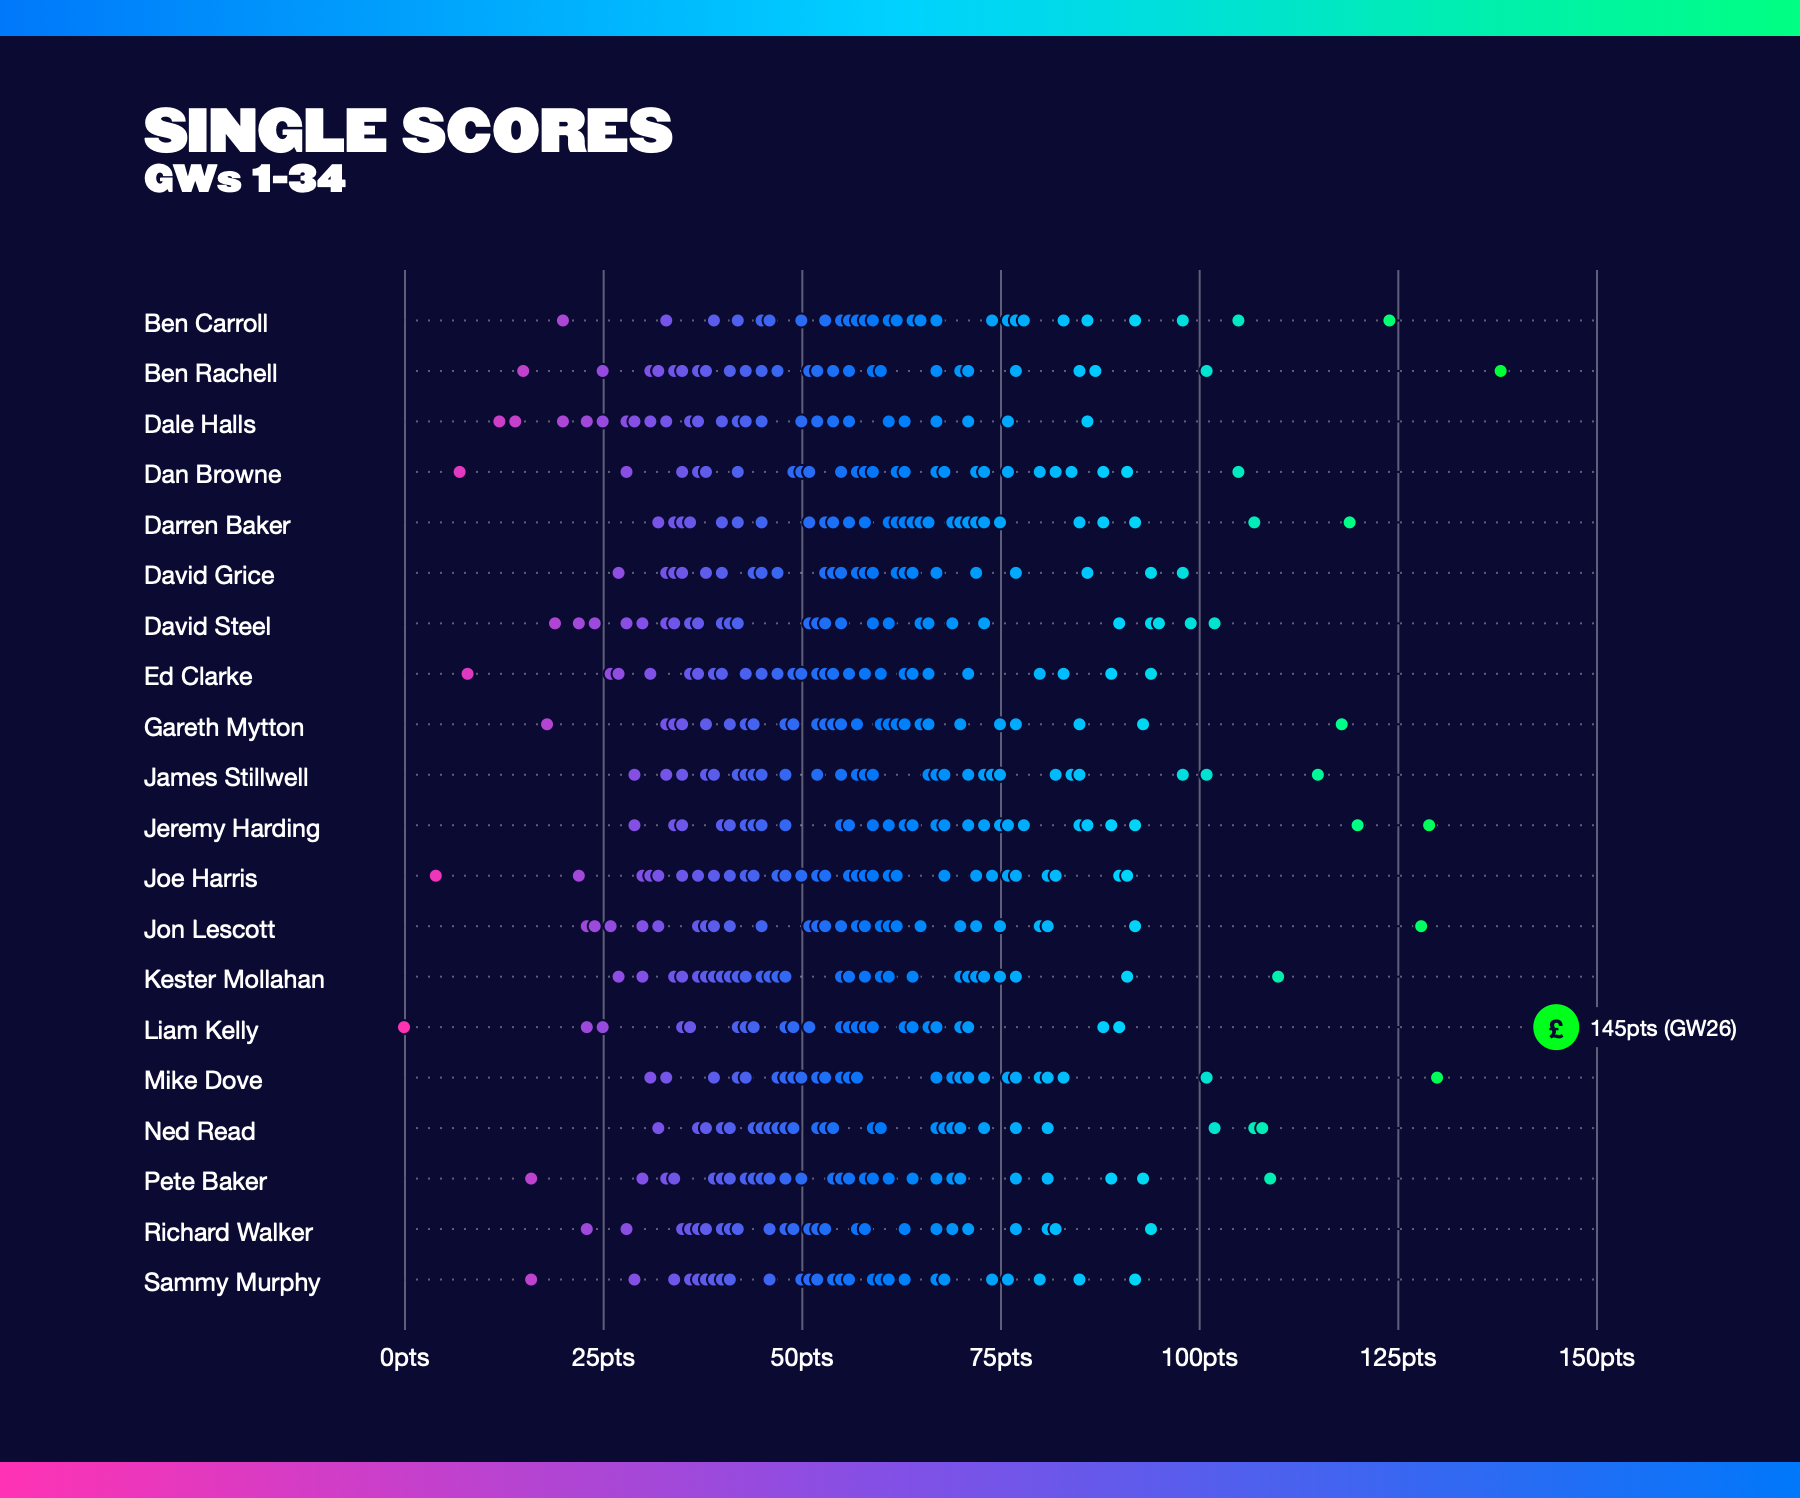 SINGLE SCORES
GWs 1-34
Ben Carroll
Ben Rachell
Dale Halls
Dan Browne
Darren Baker
David Grice
David Steel
Ed Clarke
Gareth Mytton
James Stillwell
Jeremy Harding
Joe Harris
Jon Lescott
Kester Mollahan
Liam Kelly
£ 145pts (GW26)
Mike Dove
Ned Read
Pete Baker
Richard Walker
Sammy Murphy
0pts 25pts 50pts 75pts 100pts 125pts 150pts